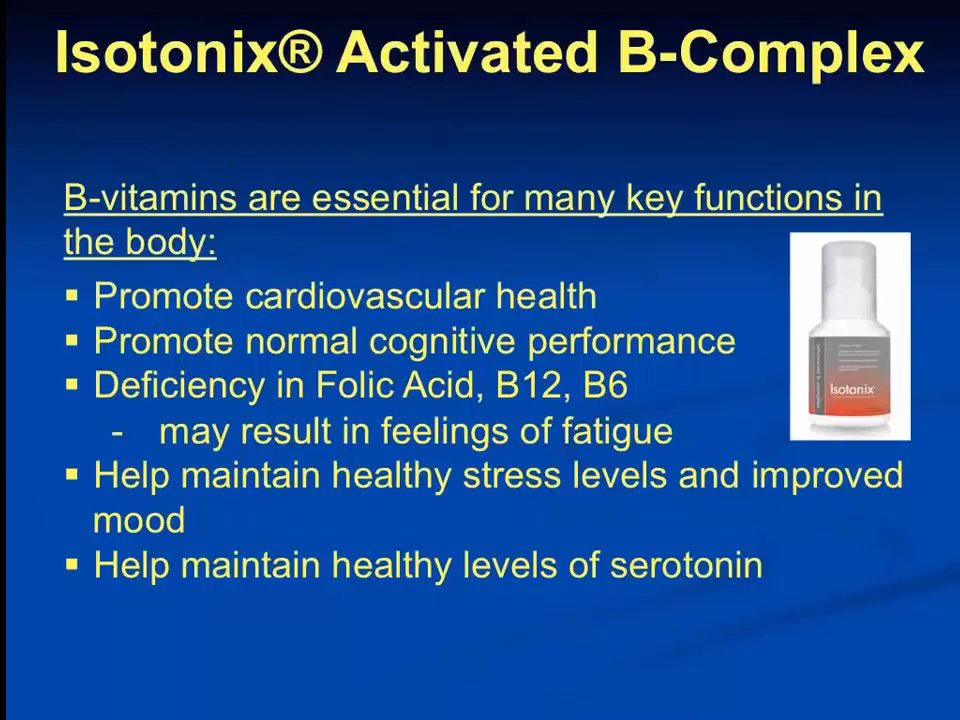 Isotonix® Activated B-Complex
B-vitamins are essential for many key functions in
the body:
▪ Promote cardiovascular health
▪ Promote normal cognitive performance
▪ Deficiency in Folic Acid, B12, B6
- may result in feelings of fatigue
▪ Help maintain healthy stress levels and improved
mood
▪ Help maintain healthy levels of serotonin
Isotonix